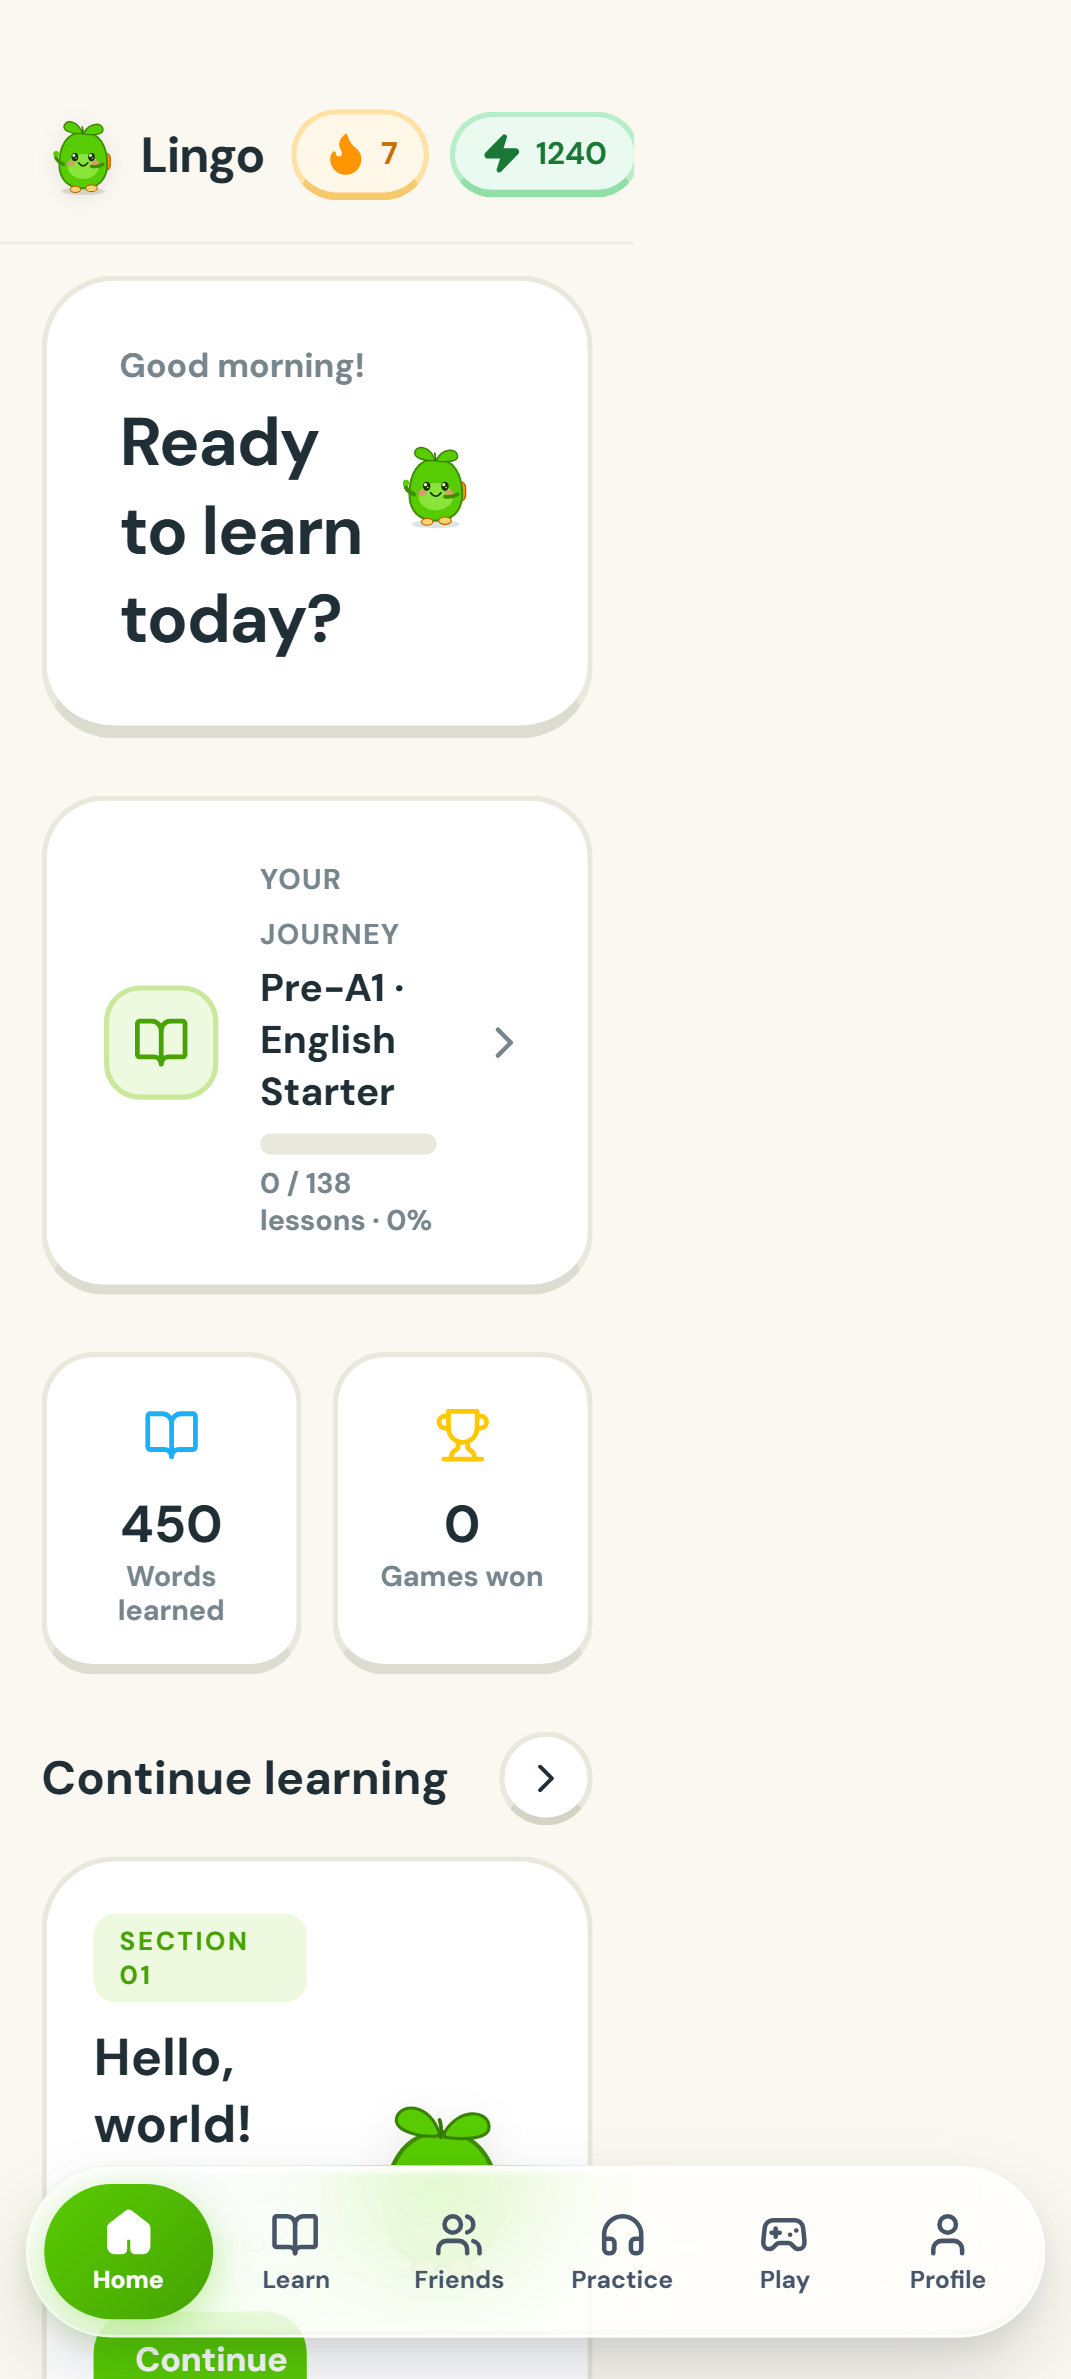 Lingo
7
1240
Good morning!
Ready
to learn
today?
YOUR
JOURNEY
Pre-A1 ·
English
Starter
0 / 138
lessons · 0%
450
Words
learned
0
Games won
Continue learning
SECTION
01
Hello,
world!
Home
Learn
Friends
Practice
Play
Profile
Continue